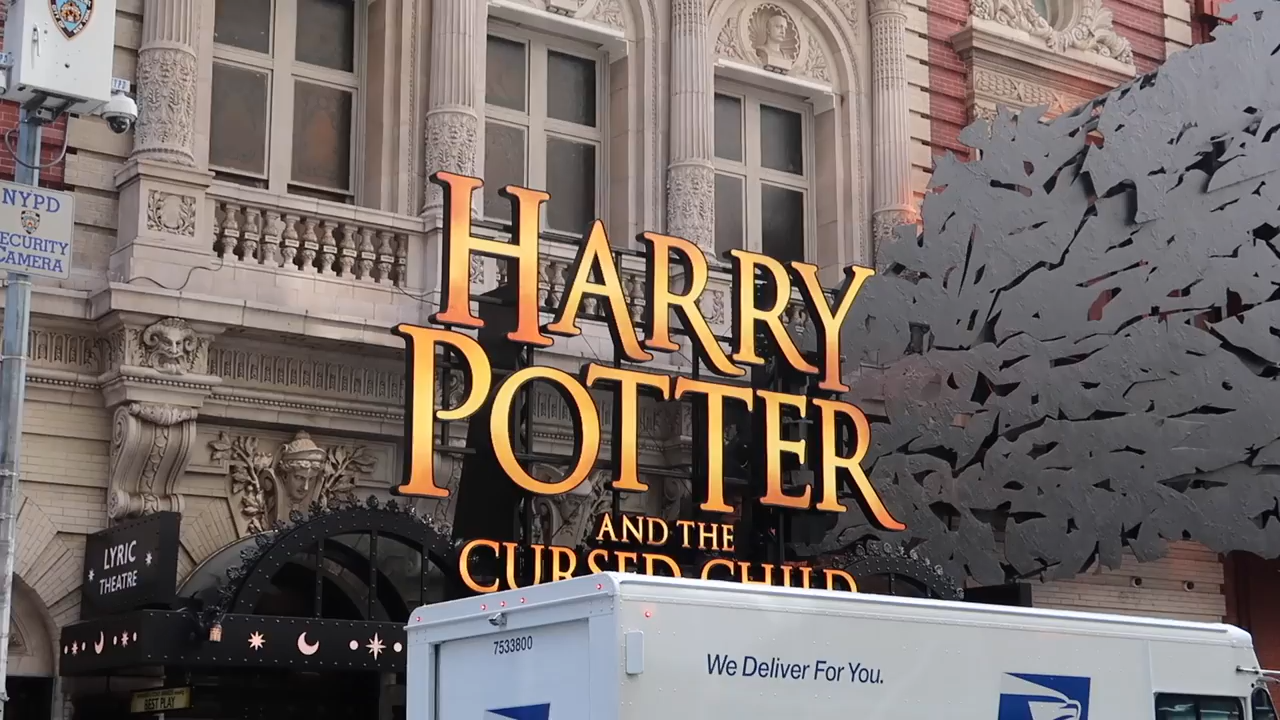 NYPD
SECURITY
CAMERA
HARRY
POTTER
AND THE
CURSED CHILD
LYRIC
THEATRE
BEST PLAY
7533800
We Deliver For You.